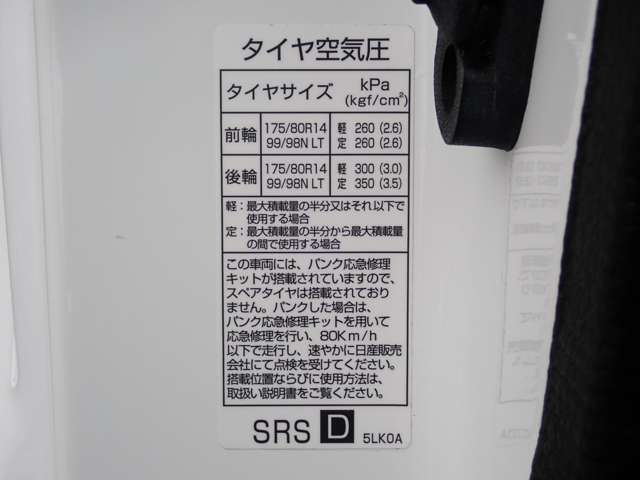 タイヤ空気圧
タイヤサイズ kPa (kgf/cm²)
前輪 175/80R14 99/98N LT 軽 260 (2.6) 定 260 (2.6)
後輪 175/80R14 99/98N LT 軽 300 (3.0) 定 350 (3.5)
軽:最大積載量の半分又はそれ以下で
使用する場合
定:最大積載量の半分から最大積載量
の間で使用する場合
この車両には、パンク応急修理
キットが搭載されていますので、
スペアタイヤは搭載されており
ません。パンクした場合は、
パンク応急修理キットを用いて
応急修理を行い、80Km/h
以下で走行し、速やかに日産販売
会社にて点検を受けてください。
搭載位置ならびに使用方法は、
取扱い説明書をご覧ください。
SRS D 5LK0A